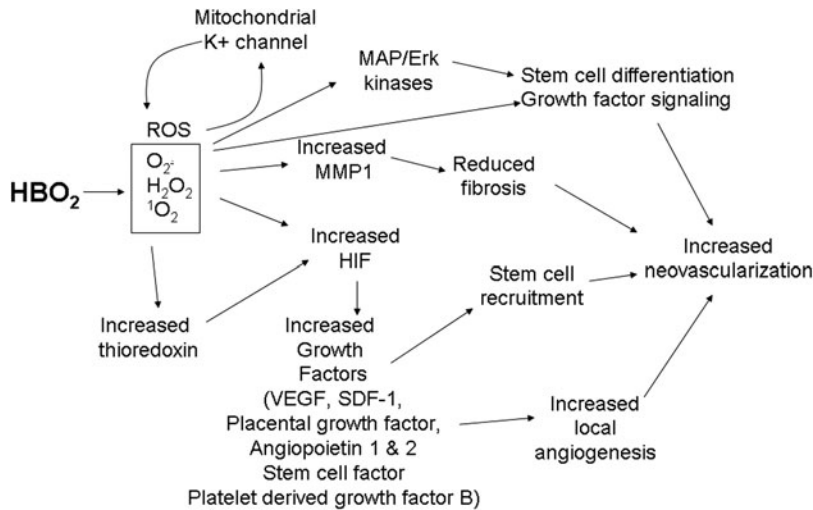 Mitochondrial
K+ channel
MAP/Erk
kinases
Stem cell differentiation
Growth factor signaling
ROS
O₂⁻
H₂O₂
¹O₂
HBO₂
Increased
MMP1
Reduced
fibrosis
Increased
HIF
Increased
neovascularization
Stem cell
recruitment
Increased
thioredoxin
Increased
Growth
Factors
(VEGF, SDF-1,
Placental growth factor,
Angiopoietin 1 & 2
Stem cell factor
Platelet derived growth factor B)
Increased
local
angiogenesis